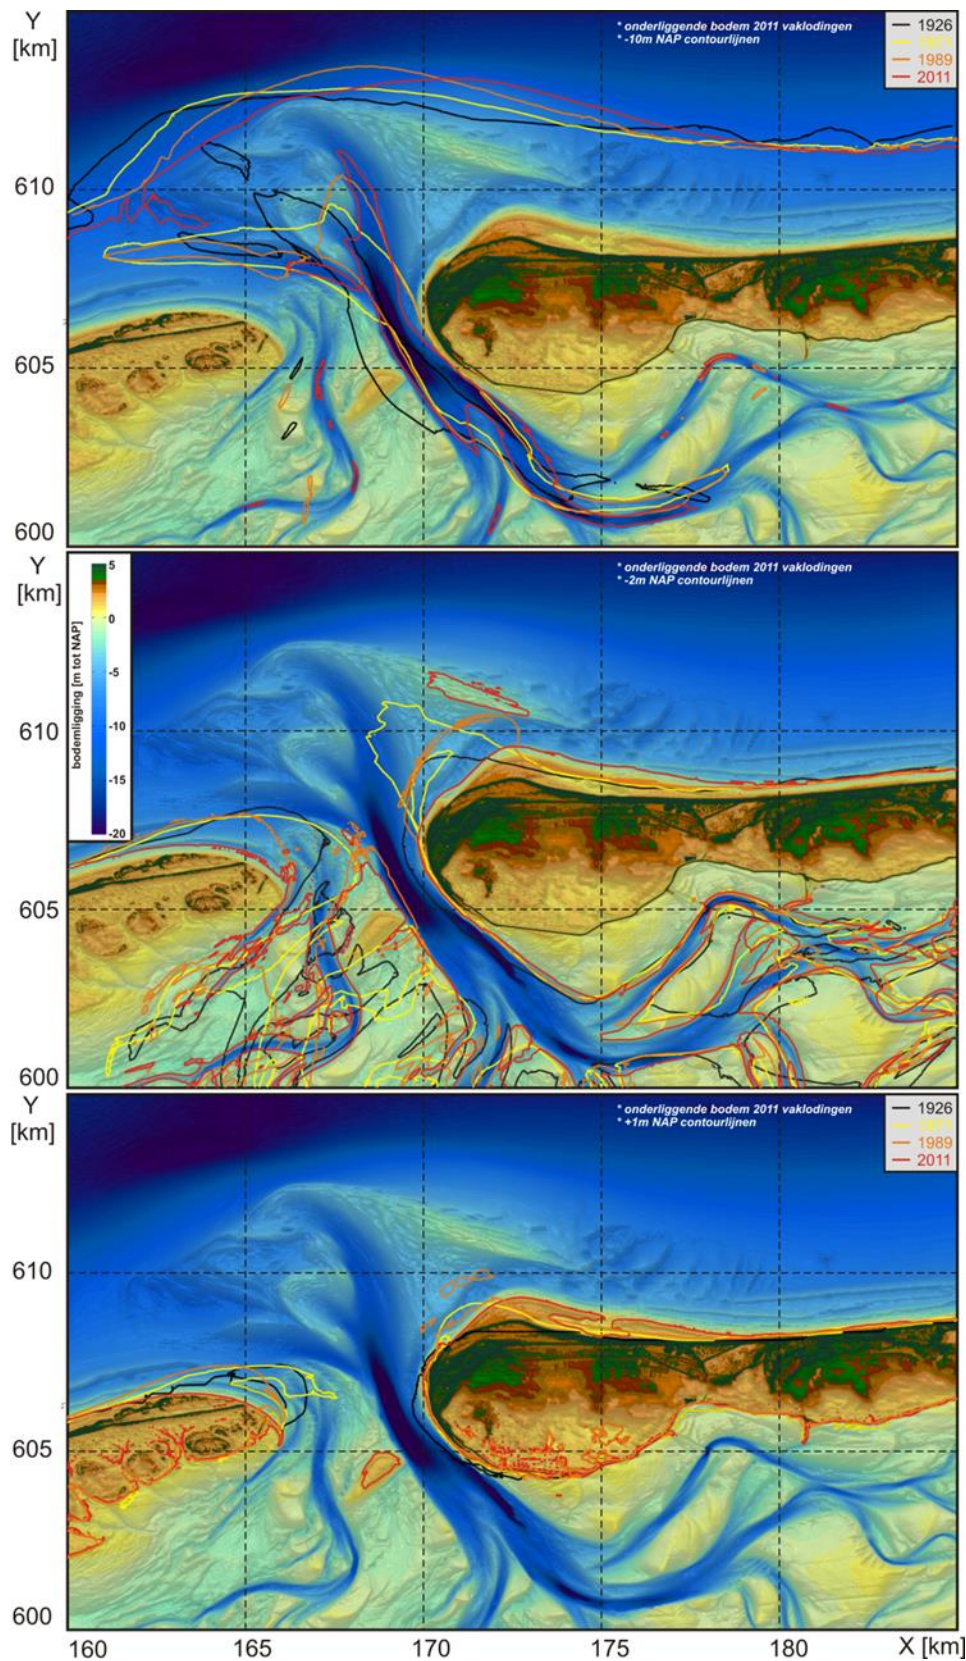 Y
[km]
* onderliggende bodem 2011 vaklodingen
* -10m NAP contourlijnen
1926
1971
1989
2011
610
605
600
Y
[km]
* onderliggende bodem 2011 vaklodingen
* -2m NAP contourlijnen
bodemligging [m tot NAP]
5
0
-5
-10
-15
-20
610
605
600
Y
[km]
* onderliggende bodem 2011 vaklodingen
* +1m NAP contourlijnen
1926
1971
1989
2011
610
605
600
160
165
170
175
180
X [km]